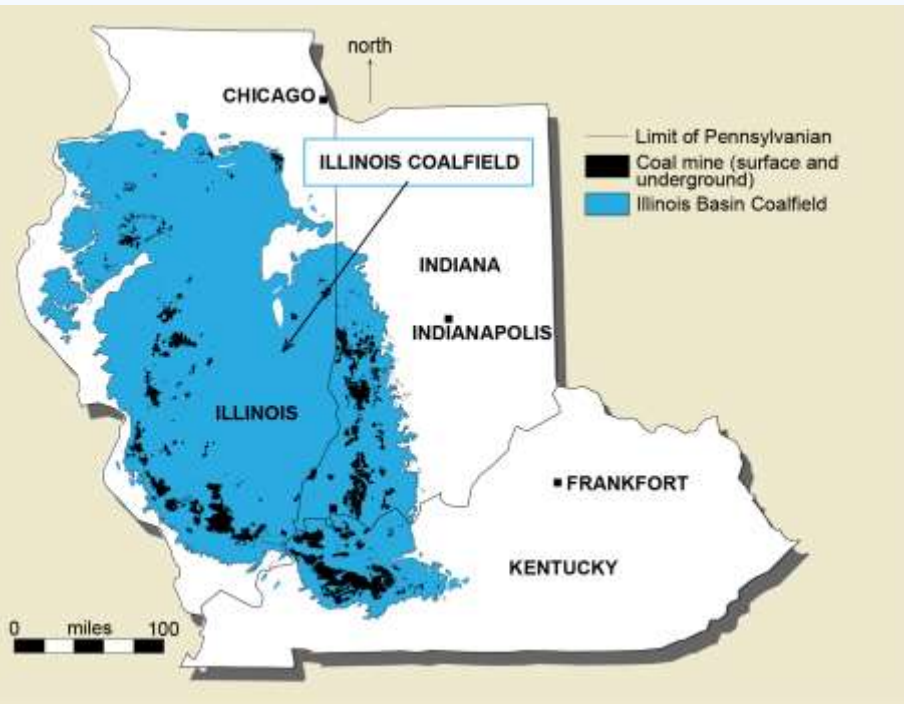 north
CHICAGO
ILLINOIS COALFIELD
Limit of Pennsylvanian
Coal mine (surface and
underground)
Illinois Basin Coalfield
INDIANA
INDIANAPOLIS
ILLINOIS
FRANKFORT
KENTUCKY
0 miles 100